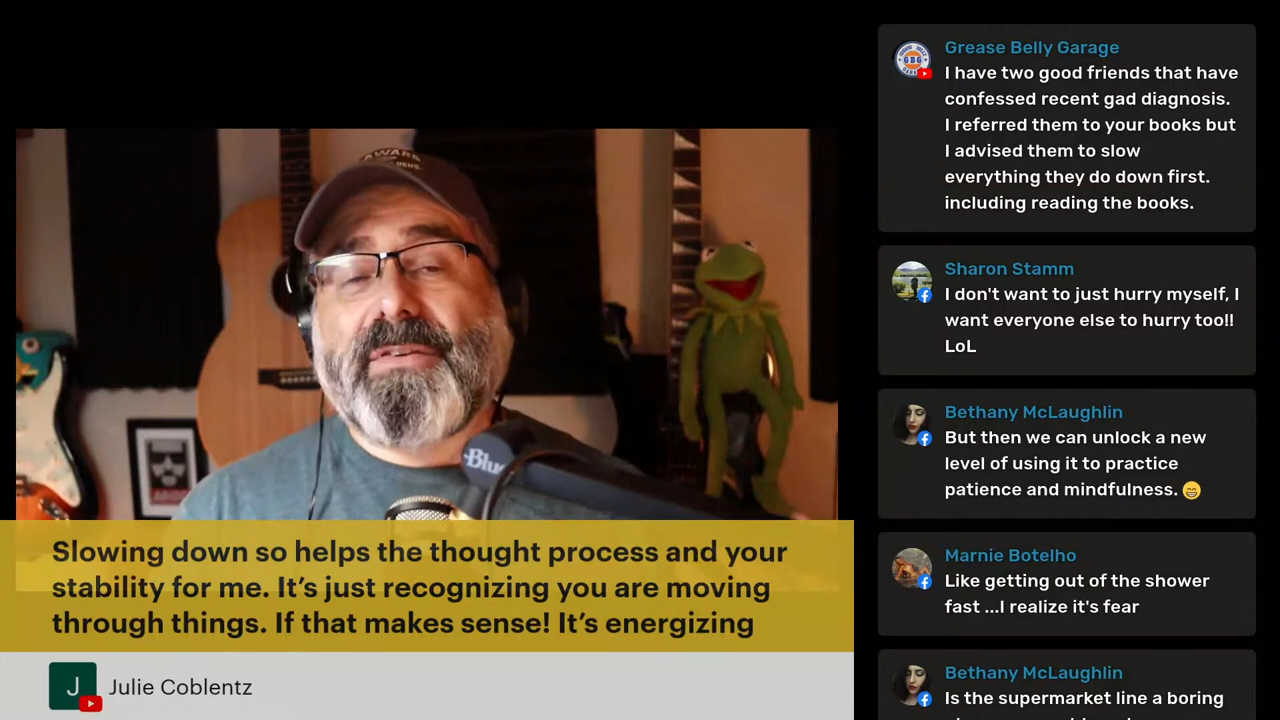 AWARE
Blue
Slowing down so helps the thought process and your
stability for me. It's just recognizing you are moving
through things. If that makes sense! It's energizing
J
Julie Coblentz
GBG
Grease Belly Garage
I have two good friends that have
confessed recent gad diagnosis.
I referred them to your books but
I advised them to slow
everything they do down first.
including reading the books.
Sharon Stamm
I don't want to just hurry myself, I
want everyone else to hurry too!!
LoL
Bethany McLaughlin
But then we can unlock a new
level of using it to practice
patience and mindfulness. 😁
Marnie Botelho
Like getting out of the shower
fast ...I realize it's fear
Bethany McLaughlin
Is the supermarket line a boring